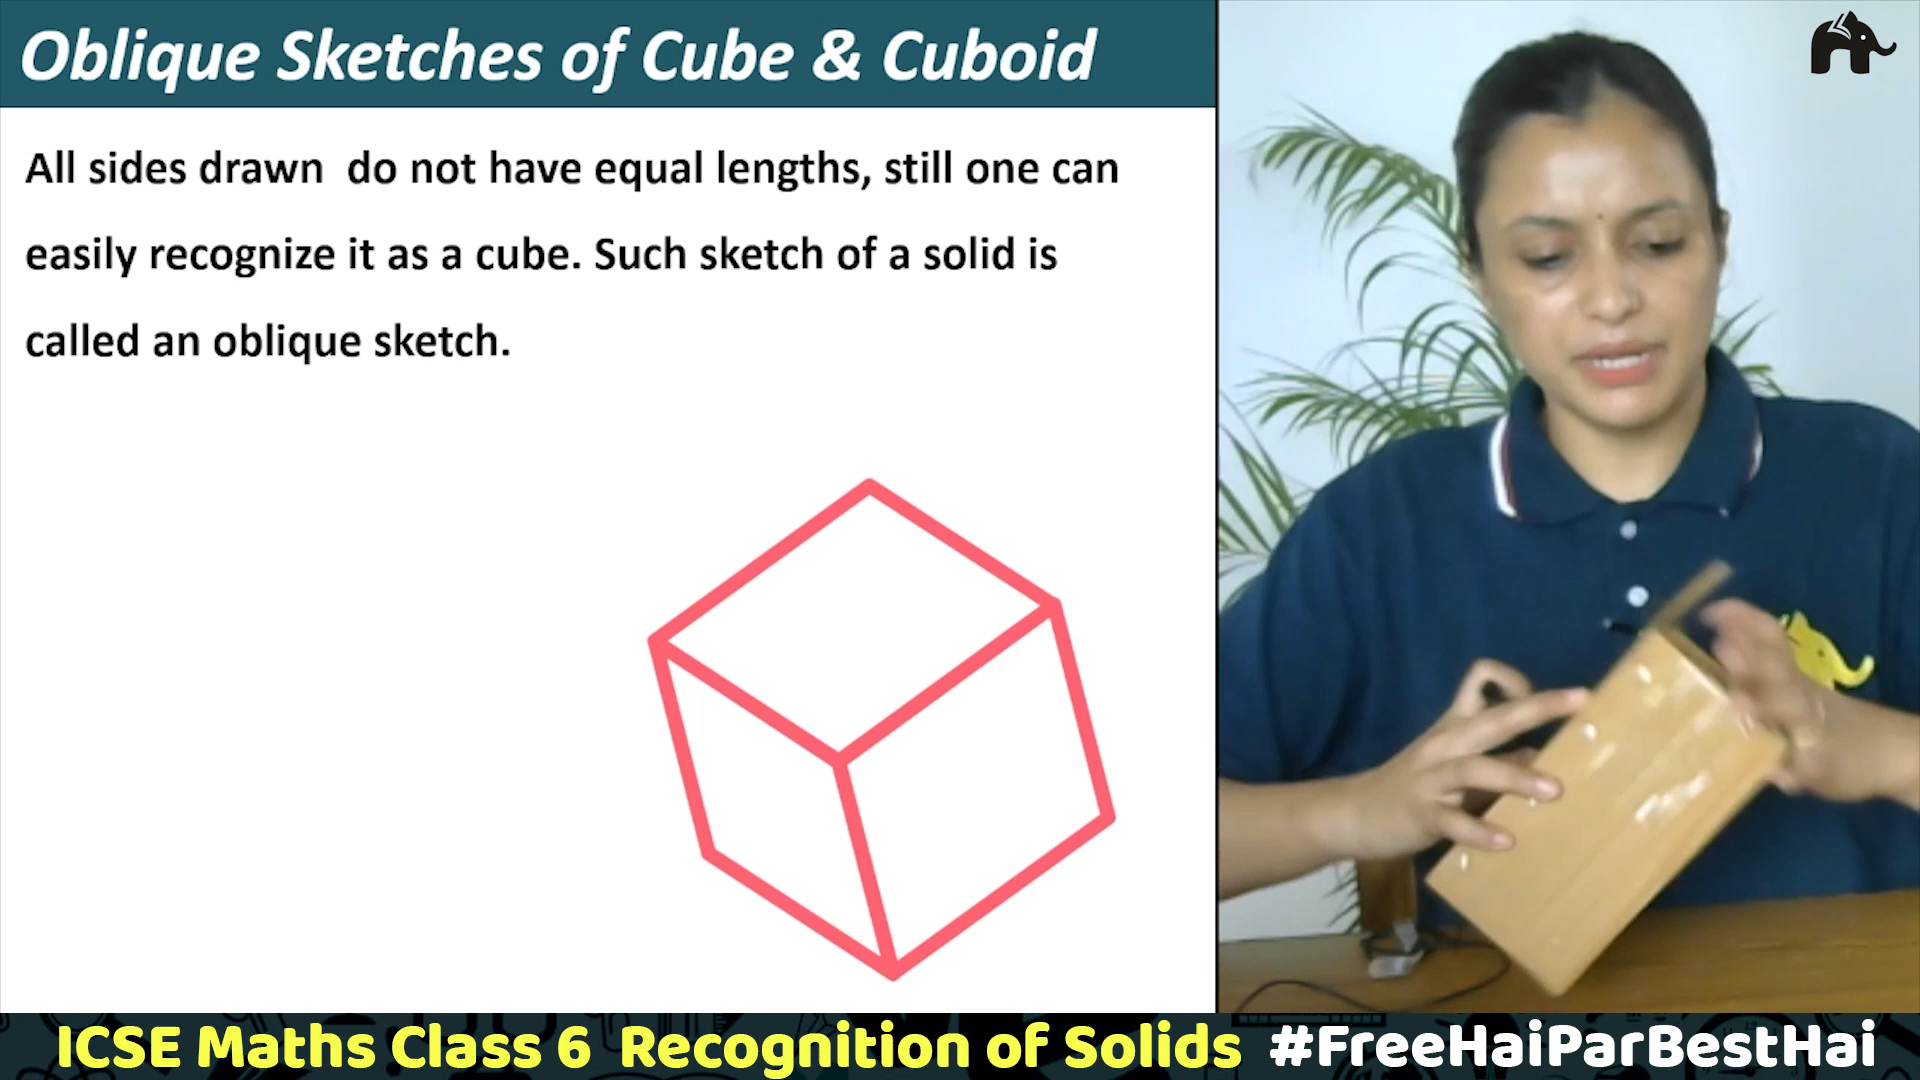 Oblique Sketches of Cube & Cuboid
All sides drawn do not have equal lengths, still one can
easily recognize it as a cube. Such sketch of a solid is
called an oblique sketch.
ICSE Maths Class 6 Recognition of Solids #FreeHaiParBestHai